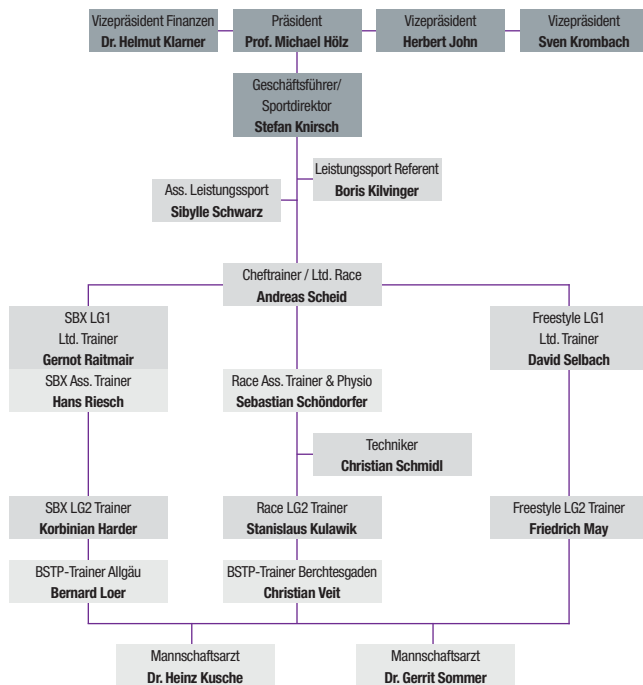 Vizepräsident Finanzen
Dr. Helmut Klarner
Präsident
Prof. Michael Hölz
Vizepräsident
Herbert John
Vizepräsident
Sven Krombach
Geschäftsführer/
Sportdirektor
Stefan Knirsch
Leistungssport Referent
Boris Kilvinger
Ass. Leistungssport
Sibylle Schwarz
Cheftrainer / Ltd. Race
Andreas Scheid
SBX LG1
Ltd. Trainer
Gernot Raitmair
SBX Ass. Trainer
Hans Riesch
Race Ass. Trainer & Physio
Sebastian Schöndorfer
Freestyle LG1
Ltd. Trainer
David Selbach
Techniker
Christian Schmidl
SBX LG2 Trainer
Korbinian Harder
Race LG2 Trainer
Stanislaus Kulawik
Freestyle LG2 Trainer
Friedrich May
BSTP-Trainer Allgäu
Bernard Loer
BSTP-Trainer Berchtesgaden
Christian Veit
Mannschaftsarzt
Dr. Heinz Kusche
Mannschaftsarzt
Dr. Gerrit Sommer